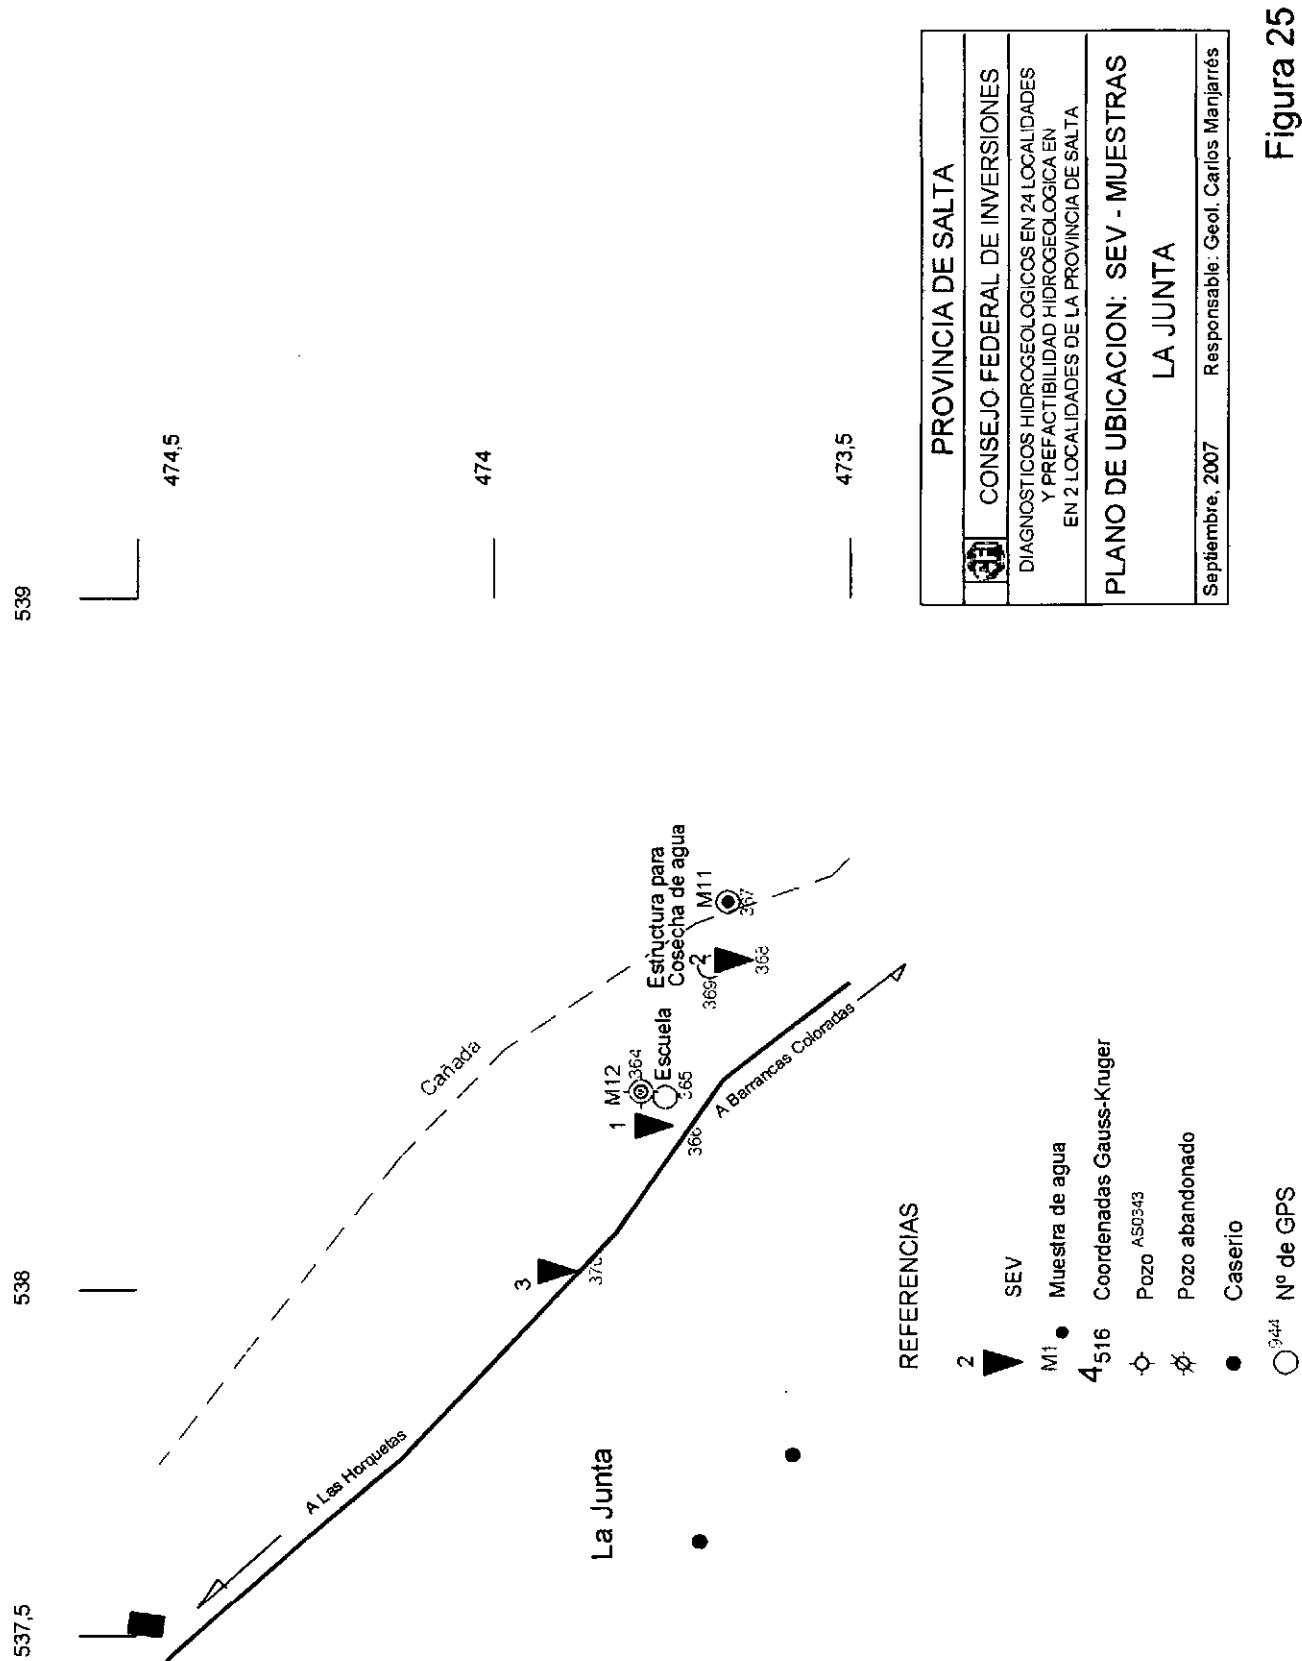 537,5
538
539
474,5
474
473,5
A Las Horquetas
Cañada
La Junta
3
370
1
366
M12
364
Escuela
365
Estructura para
Cosecha de agua
2
369
368
M11
367
A Barrancas Coloradas
REFERENCIAS
2
SEV
M1
Muestra de agua
4516
Coordenadas Gauss-Kruger
Pozo AS0343
Pozo abandonado
Caserio
944
Nº de GPS
PROVINCIA DE SALTA
CONSEJO FEDERAL DE INVERSIONES
DIAGNOSTICOS HIDROGEOLOGICOS EN 24 LOCALIDADES
Y PREFACTIBILIDAD HIDROGEOLOGICA EN
EN 2 LOCALIDADES DE LA PROVINCIA DE SALTA
PLANO DE UBICACION: SEV - MUESTRAS
LA JUNTA
Septiembre, 2007 Responsable: Geol. Carlos Manjarrés
Figura 25